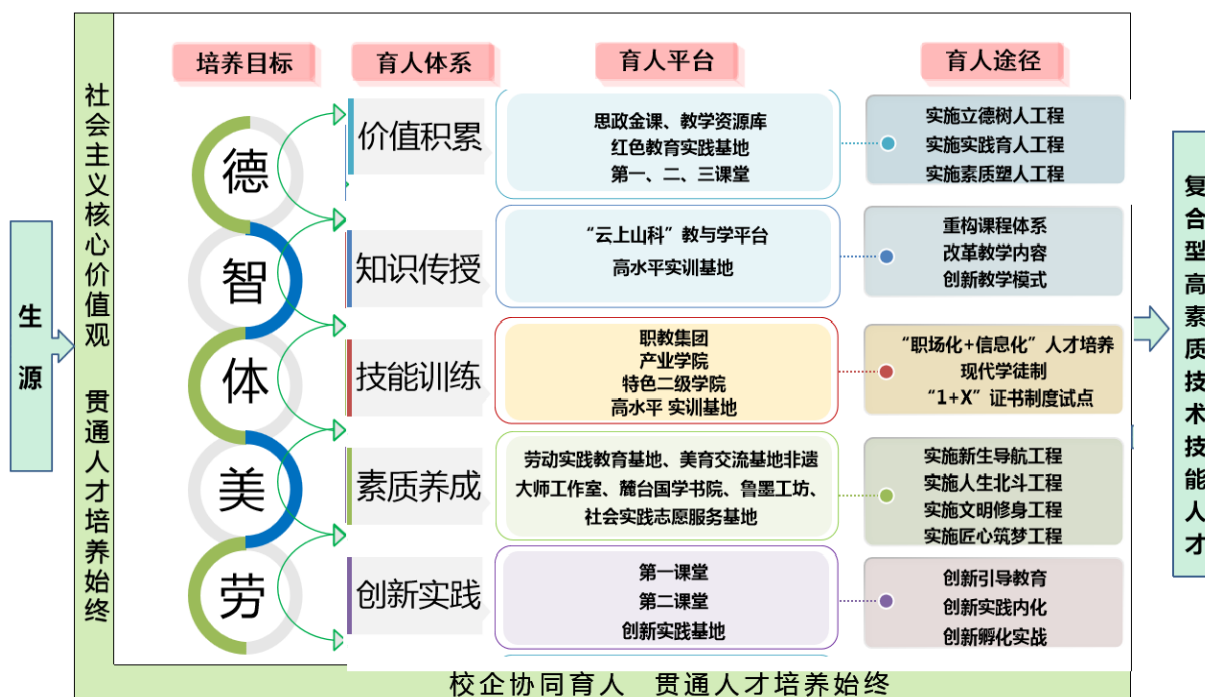 培养目标
育人体系
育人平台
育人途径
社会主义核心价值观 贯通人才培养始终
生源
德
智
体
美
劳
价值积累
思政金课、教学资源库
红色教育实践基地
第一、二、三课堂
实施立德树人工程
实施实践育人工程
实施素质塑人工程
知识传授
“云上山科”教与学平台
高水平实训基地
重构课程体系
改革教学内容
创新教学模式
技能训练
职教集团
产业学院
特色二级学院
高水平 实训基地
“职场化+信息化”人才培养
现代学徒制
“1+X”证书制度试点
素质养成
劳动实践教育基地、美育交流基地非遗
大师工作室、麓台国学书院、鲁墨工坊、
社会实践志愿服务基地
实施新生导航工程
实施人生北斗工程
实施文明修身工程
实施匠心筑梦工程
创新实践
第一课堂
第二课堂
创新实践基地
创新引导教育
创新实践内化
创新孵化实战
复合型高素质技术技能人才
校企协同育人 贯通人才培养始终